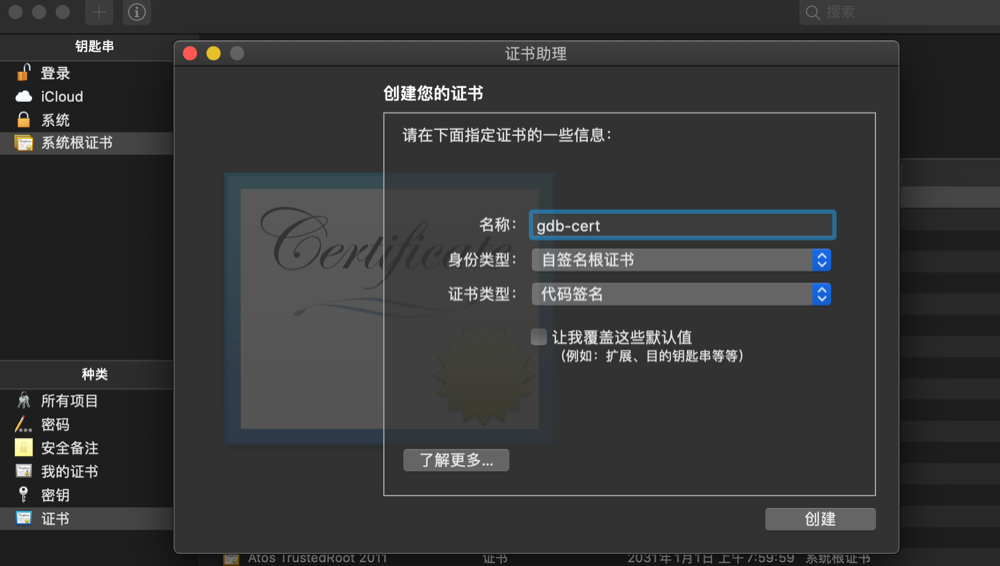 搜索
钥匙串
登录
iCloud
系统
系统根证书
证书助理
创建您的证书
请在下面指定证书的一些信息：
Certificate
名称： gdb-cert
身份类型： 自签名根证书
证书类型： 代码签名
让我覆盖这些默认值
（例如：扩展、目的钥匙串等等）
了解更多...
创建
种类
所有项目
密码
安全备注
我的证书
密钥
证书
Atos TrustedRoot 2011 证书 2031年1月1日 上午7:59:59 系统根证书